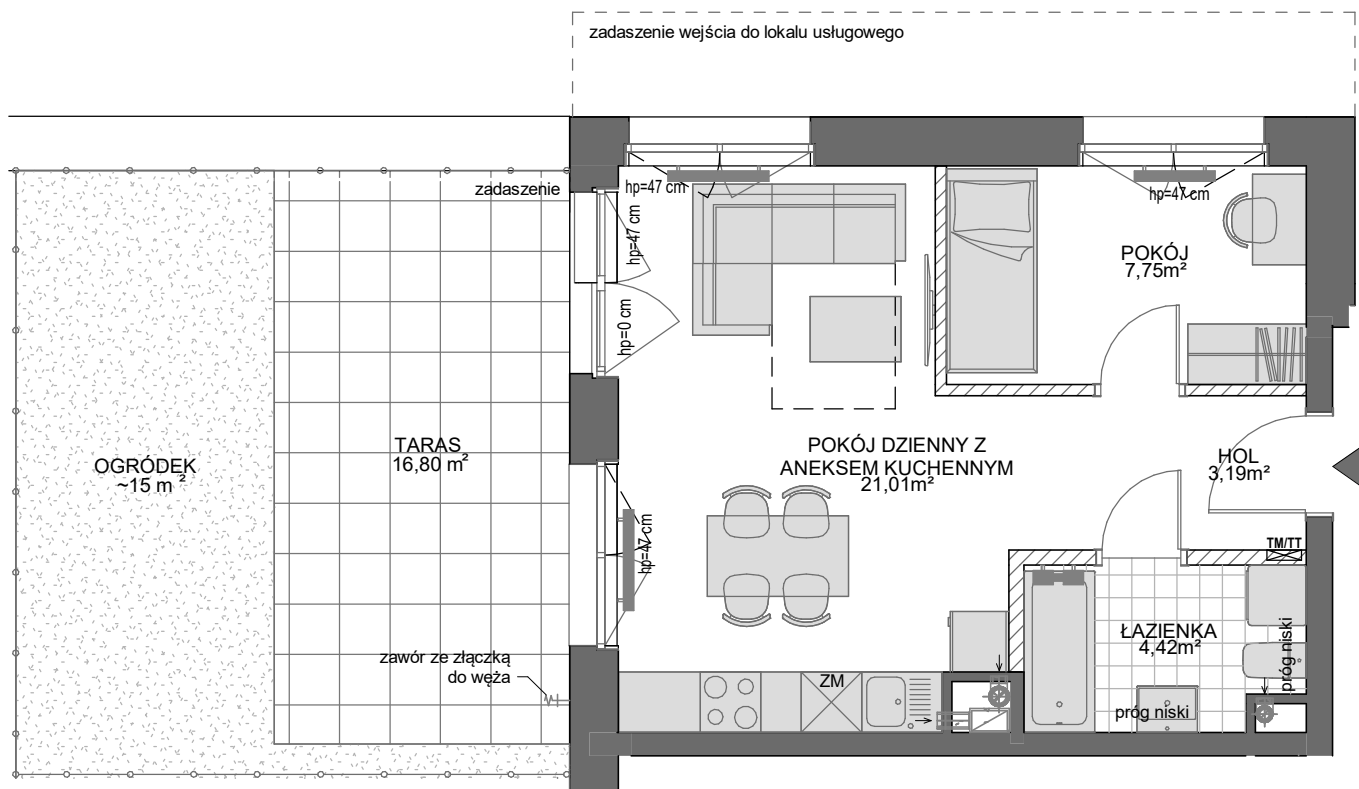 zadaszenie wejścia do lokalu usługowego
zadaszenie
hp=47 cm
hp=47 cm
hp=47 cm
hp=0 cm
POKÓJ
7,75m²
OGRÓDEK
~15 m²
TARAS
16,80 m²
POKÓJ DZIENNY Z
ANEKSEM KUCHENNYM
21,01m²
HOL
3,19m²
hp=47 cm
TM/TT
ŁAZIENKA
4,42m²
próg niski
próg niski
zawór ze złączką
do węża
ZM